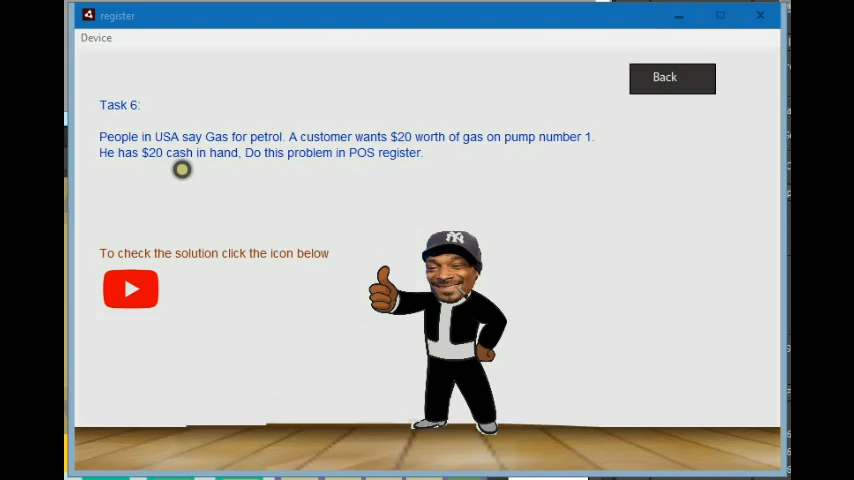 register
Device
Back
Task 6:
People in USA say Gas for petrol. A customer wants $20 worth of gas on pump number 1.
He has $20 cash in hand, Do this problem in POS register.
To check the solution click the icon below